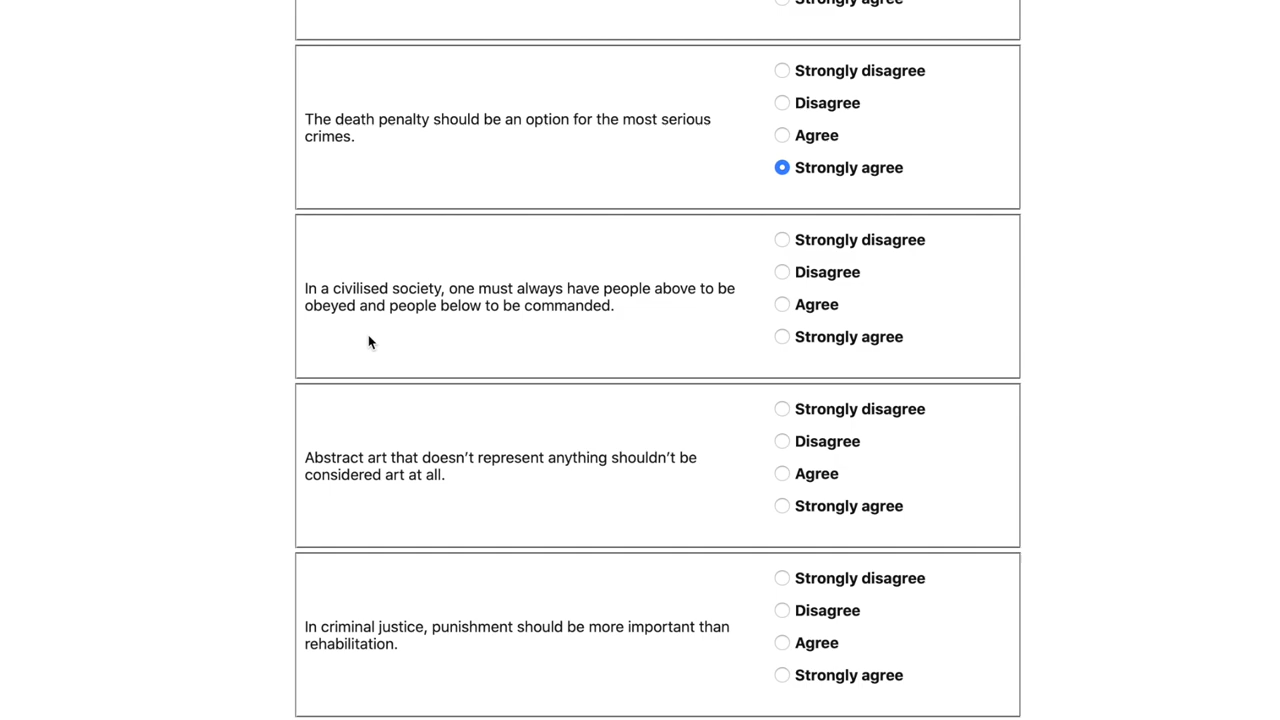 Strongly agree
The death penalty should be an option for the most serious
crimes.
Strongly disagree
Disagree
Agree
Strongly agree
In a civilised society, one must always have people above to be
obeyed and people below to be commanded.
Strongly disagree
Disagree
Agree
Strongly agree
Abstract art that doesn’t represent anything shouldn’t be
considered art at all.
Strongly disagree
Disagree
Agree
Strongly agree
In criminal justice, punishment should be more important than
rehabilitation.
Strongly disagree
Disagree
Agree
Strongly agree